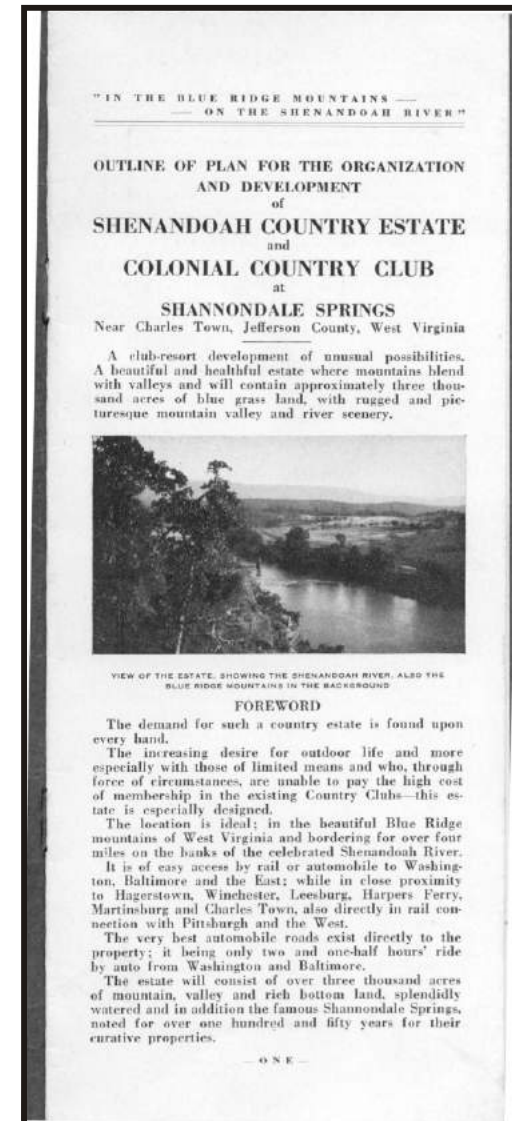 "IN THE BLUE RIDGE MOUNTAINS —
— ON THE SHENANDOAH RIVER"
OUTLINE OF PLAN FOR THE ORGANIZATION
AND DEVELOPMENT
of
SHENANDOAH COUNTRY ESTATE
and
COLONIAL COUNTRY CLUB
at
SHANNONDALE SPRINGS
Near Charles Town, Jefferson County, West Virginia
A club-resort development of unusual possibilities.
A beautiful and healthful estate where mountains blend
with valleys and will contain approximately three thou-
sand acres of blue grass land, with rugged and pic-
turesque mountain valley and river scenery.
VIEW OF THE ESTATE, SHOWING THE SHENANDOAH RIVER, ALSO THE
BLUE RIDGE MOUNTAINS IN THE BACKGROUND
FOREWORD
The demand for such a country estate is found upon
every hand.
The increasing desire for outdoor life and more
especially with those of limited means and who, through
force of circumstances, are unable to pay the high cost
of membership in the existing Country Clubs—this es-
tate is especially designed.
The location is ideal; in the beautiful Blue Ridge
mountains of West Virginia and bordering for over four
miles on the banks of the celebrated Shenandoah River.
It is of easy access by rail or automobile to Washing-
ton, Baltimore and the East; while in close proximity
to Hagerstown, Winchester, Leesburg, Harpers Ferry,
Martinsburg and Charles Town, also directly in rail con-
nection with Pittsburgh and the West.
The very best automobile roads exist directly to the
property; it being only two and one-half hours' ride
by auto from Washington and Baltimore.
The estate will consist of over three thousand acres
of mountain, valley and rich bottom land, splendidly
watered and in addition the famous Shannondale Springs,
noted for over one hundred and fifty years for their
curative properties.
— ONE —